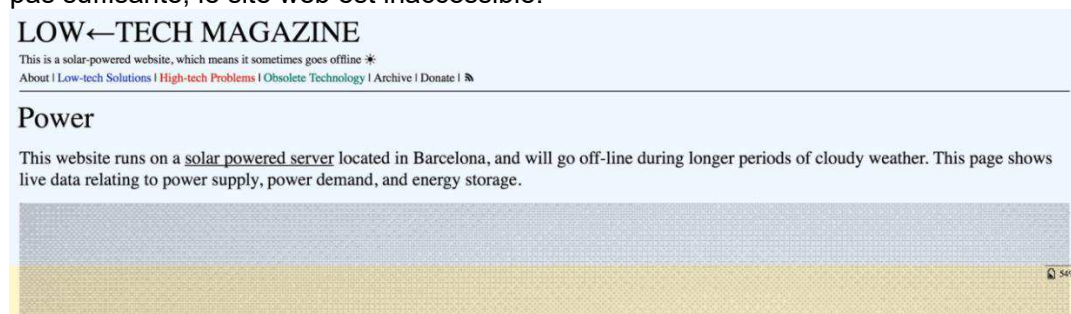 pas suffisante, le site web est inaccessible.
LOW←TECH MAGAZINE
This is a solar-powered website, which means it sometimes goes offline ☀
About | Low-tech Solutions | High-tech Problems | Obsolete Technology | Archive | Donate |
Power
This website runs on a solar powered server located in Barcelona, and will go off-line during longer periods of cloudy weather. This page shows
live data relating to power supply, power demand, and energy storage.